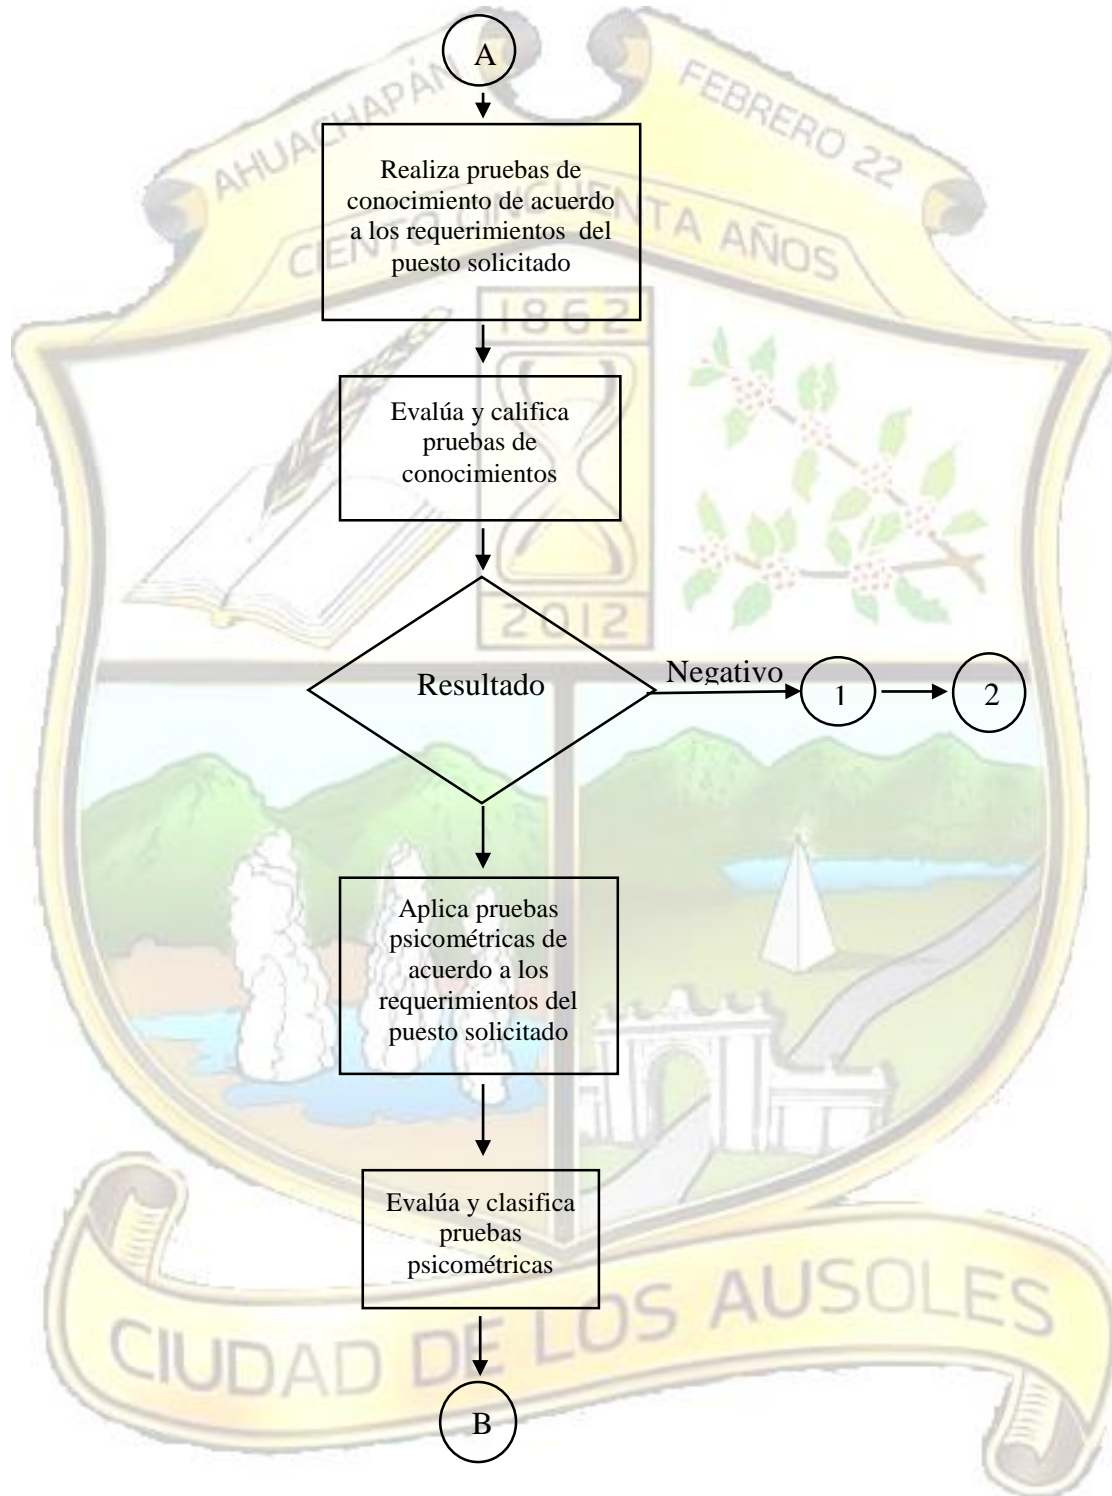 A
AHUACHAPÁN
FEBRERO 22
CIENTO CINCUENTA AÑOS
Realiza pruebas de
conocimiento de acuerdo
a los requerimientos del
puesto solicitado
1862
Evalúa y califica
pruebas de
conocimientos
2012
Resultado
Negativo
1
2
Aplica pruebas
psicométricas de
acuerdo a los
requerimientos del
puesto solicitado
Evalúa y clasifica
pruebas
psicométricas
CIUDAD DE LOS AUSOLES
B